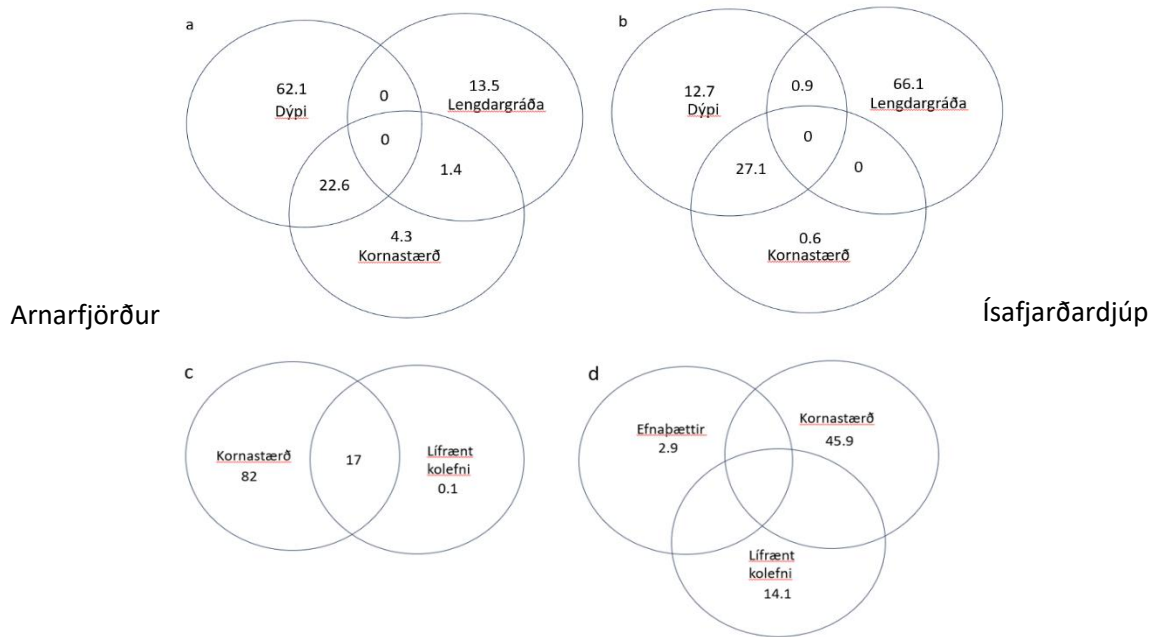 a
62.1
Dýpi
0
13.5
Lengdargráða
0
22.6
1.4
4.3
Kornastærð
b
12.7
Dýpi
0.9
66.1
Lengdargráða
0
27.1
0
0.6
Kornastærð
Arnarfjörður
Ísafjarðardjúp
c
Kornastærð
82
17
Lífrænt
kolefni
0.1
d
Efnaþættir
2.9
Kornastærð
45.9
Lífrænt
kolefni
14.1